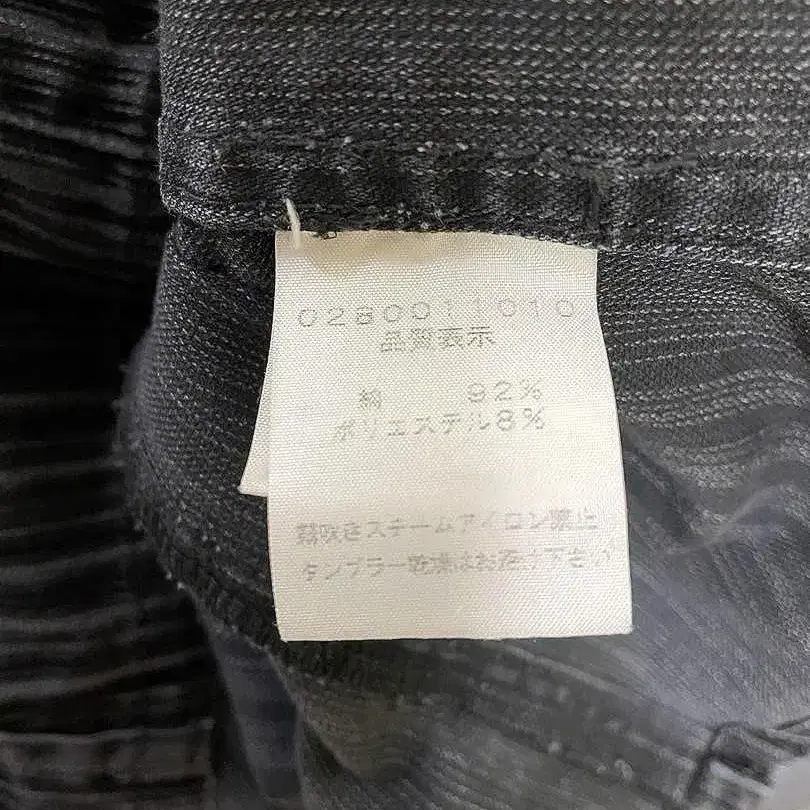 0280011010
品質表示
綿 92%
ポリエステル8%
霧吹きスチームアイロン禁止
タンブラー乾燥はお避け下さい